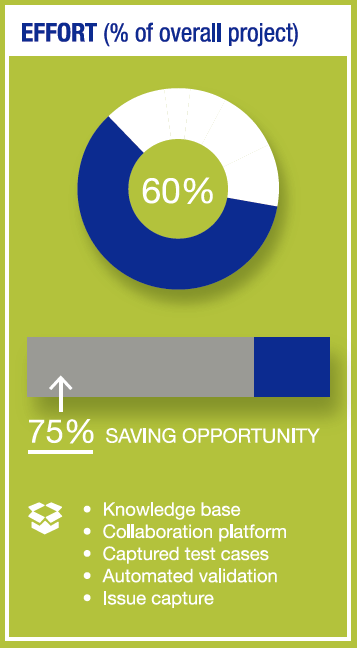 EFFORT (% of overall project)
60%
75% SAVING OPPORTUNITY
• Knowledge base
• Collaboration platform
• Captured test cases
• Automated validation
• Issue capture